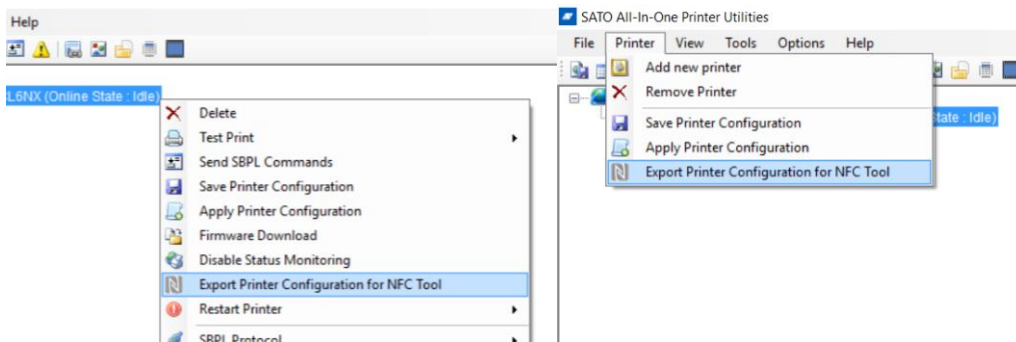 Help
L6NX (Online State : Idle)
Delete
Test Print
Send SBPL Commands
Save Printer Configuration
Apply Printer Configuration
Firmware Download
Disable Status Monitoring
Export Printer Configuration for NFC Tool
Restart Printer
SBPL Protocol
SATO All-In-One Printer Utilities
File Printer View Tools Options Help
Add new printer
Remove Printer
State : Idle)
Save Printer Configuration
Apply Printer Configuration
Export Printer Configuration for NFC Tool